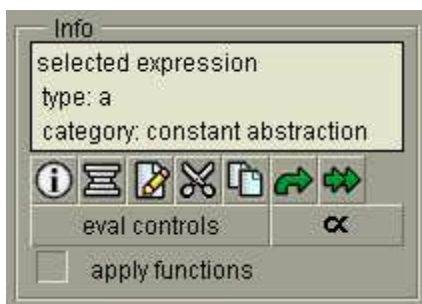 Info
selected expression
type: a
category: constant abstraction
eval controls
∝
apply functions